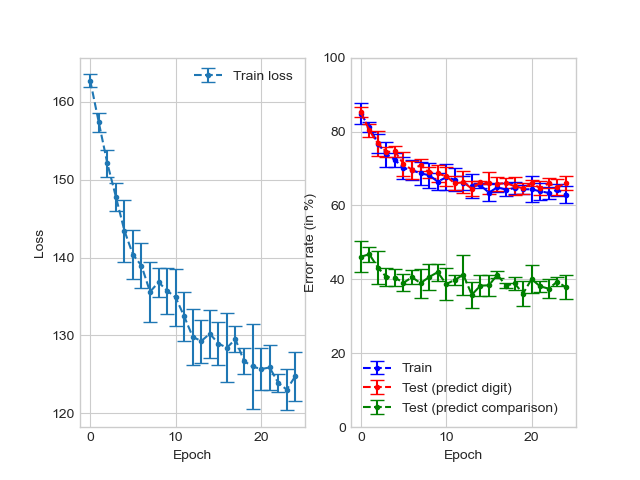 Train loss
160
150
140
130
120
Loss
0
10
20
Epoch
100
80
60
40
20
0
Error rate (in %)
Train
Test (predict digit)
Test (predict comparison)
0
10
20
Epoch